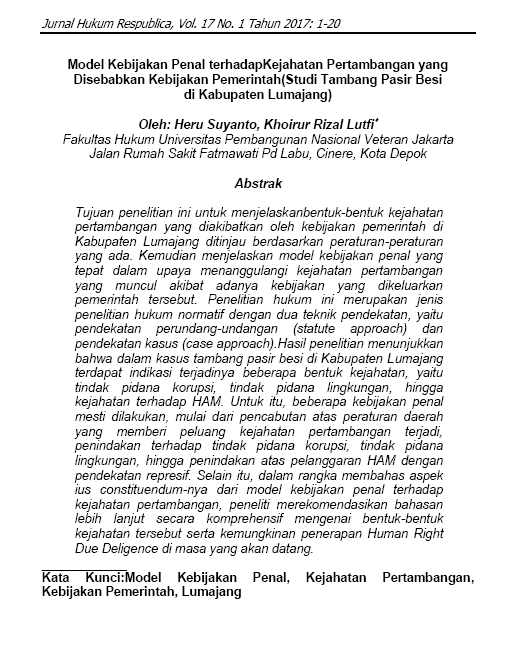 Jurnal Hukum Respublica, Vol. 17 No. 1 Tahun 2017: 1-20
Model Kebijakan Penal terhadapKejahatan Pertambangan yang
Disebabkan Kebijakan Pemerintah(Studi Tambang Pasir Besi
di Kabupaten Lumajang)
Oleh: Heru Suyanto, Khoirur Rizal Lutfi*
Fakultas Hukum Universitas Pembangunan Nasional Veteran Jakarta
Jalan Rumah Sakit Fatmawati Pd Labu, Cinere, Kota Depok
Abstrak
Tujuan penelitian ini untuk menjelaskanbentuk-bentuk kejahatan
pertambangan yang diakibatkan oleh kebijakan pemerintah di
Kabupaten Lumajang ditinjau berdasarkan peraturan-peraturan
yang ada. Kemudian menjelaskan model kebijakan penal yang
tepat dalam upaya menanggulangi kejahatan pertambangan
yang muncul akibat adanya kebijakan yang dikeluarkan
pemerintah tersebut. Penelitian hukum ini merupakan jenis
penelitian hukum normatif dengan dua teknik pendekatan, yaitu
pendekatan perundang-undangan (statute approach) dan
pendekatan kasus (case approach).Hasil penelitian menunjukkan
bahwa dalam kasus tambang pasir besi di Kabupaten Lumajang
terdapat indikasi terjadinya beberapa bentuk kejahatan, yaitu
tindak pidana korupsi, tindak pidana lingkungan, hingga
kejahatan terhadap HAM. Untuk itu, beberapa kebijakan penal
mesti dilakukan, mulai dari pencabutan atas peraturan daerah
yang memberi peluang kejahatan pertambangan terjadi,
penindakan terhadap tindak pidana korupsi, tindak pidana
lingkungan, hingga penindakan atas pelanggaran HAM dengan
pendekatan represif. Selain itu, dalam rangka membahas aspek
ius constituendum-nya dari model kebijakan penal terhadap
kejahatan pertambangan, peneliti merekomendasikan bahasan
lebih lanjut secara komprehensif mengenai bentuk-bentuk
kejahatan tersebut serta kemungkinan penerapan Human Right
Due Deligence di masa yang akan datang.
Kata Kunci:Model Kebijakan Penal, Kejahatan Pertambangan,
Kebijakan Pemerintah, Lumajang